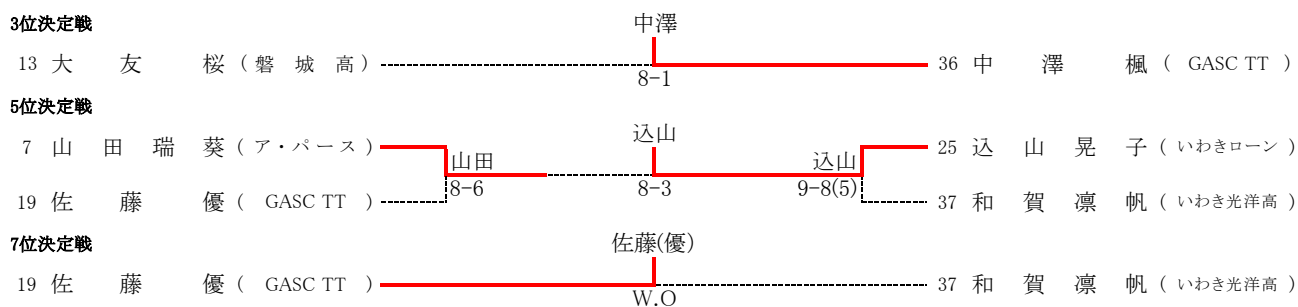 3位決定戦
中澤
13 大友桜 ( 磐城高 )
36 中澤楓 ( GASC TT )
8-1
5位決定戦
7 山田瑞葵 ( ア・パース )
込山
25 込山晃子 ( いわきローン )
山田
込山
8-6
8-3
9-8(5)
19 佐藤優 ( GASC TT )
37 和賀凛帆 ( いわき光洋高 )
7位決定戦
佐藤(優)
19 佐藤優 ( GASC TT )
37 和賀凛帆 ( いわき光洋高 )
W.O